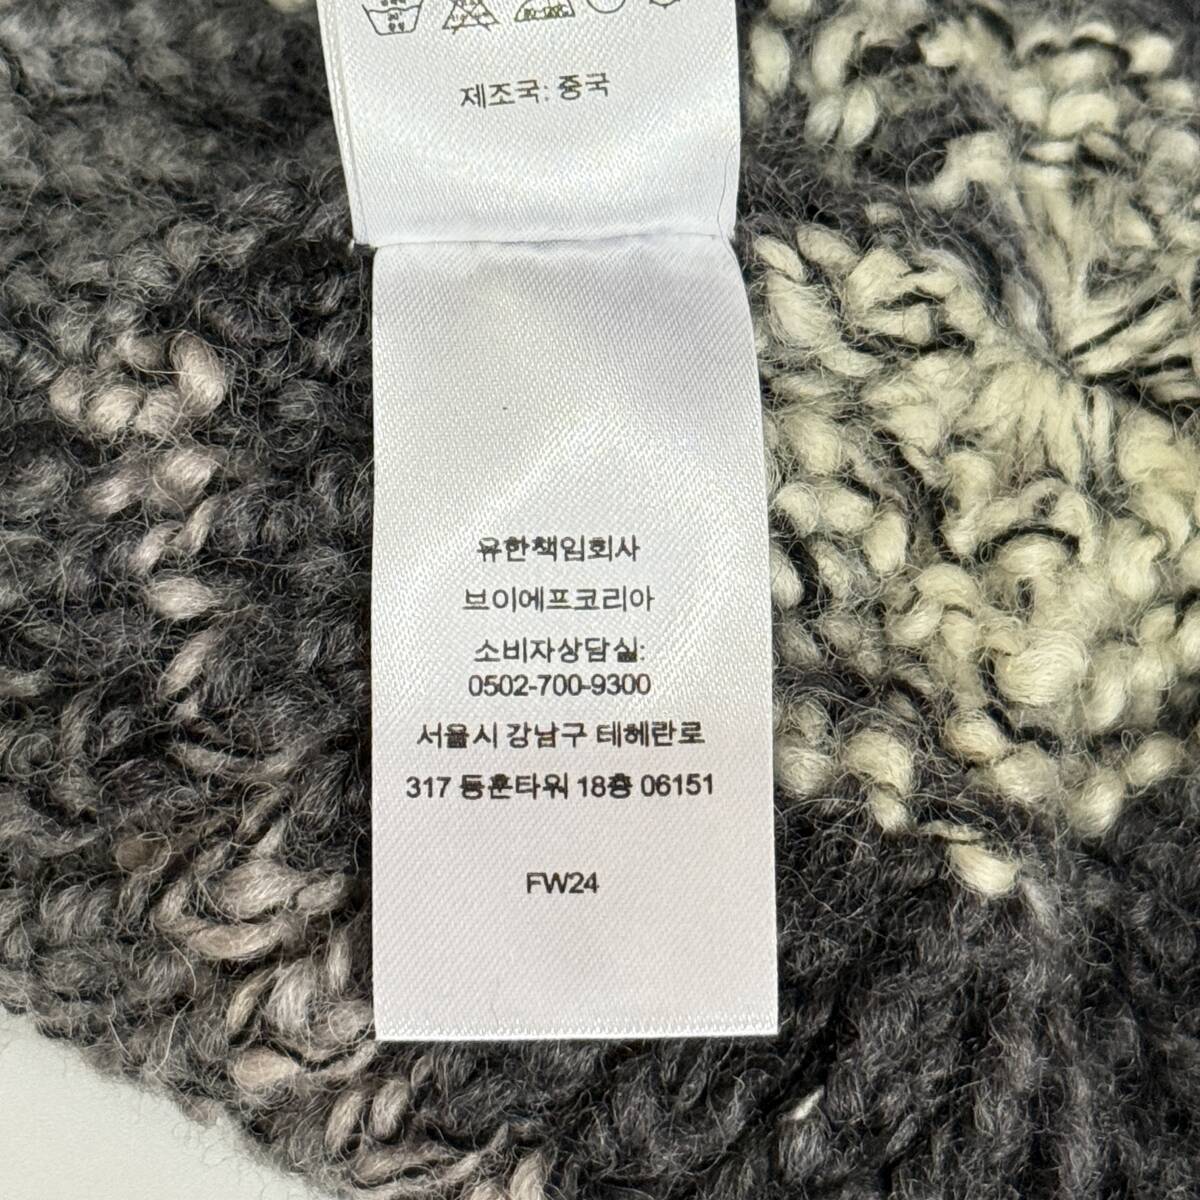 제조국: 중국
유한책임회사
브이에프코리아
소비자상담실:
0502-700-9300
서울시 강남구 테헤란로
317 동훈타워 18층 06151
FW24